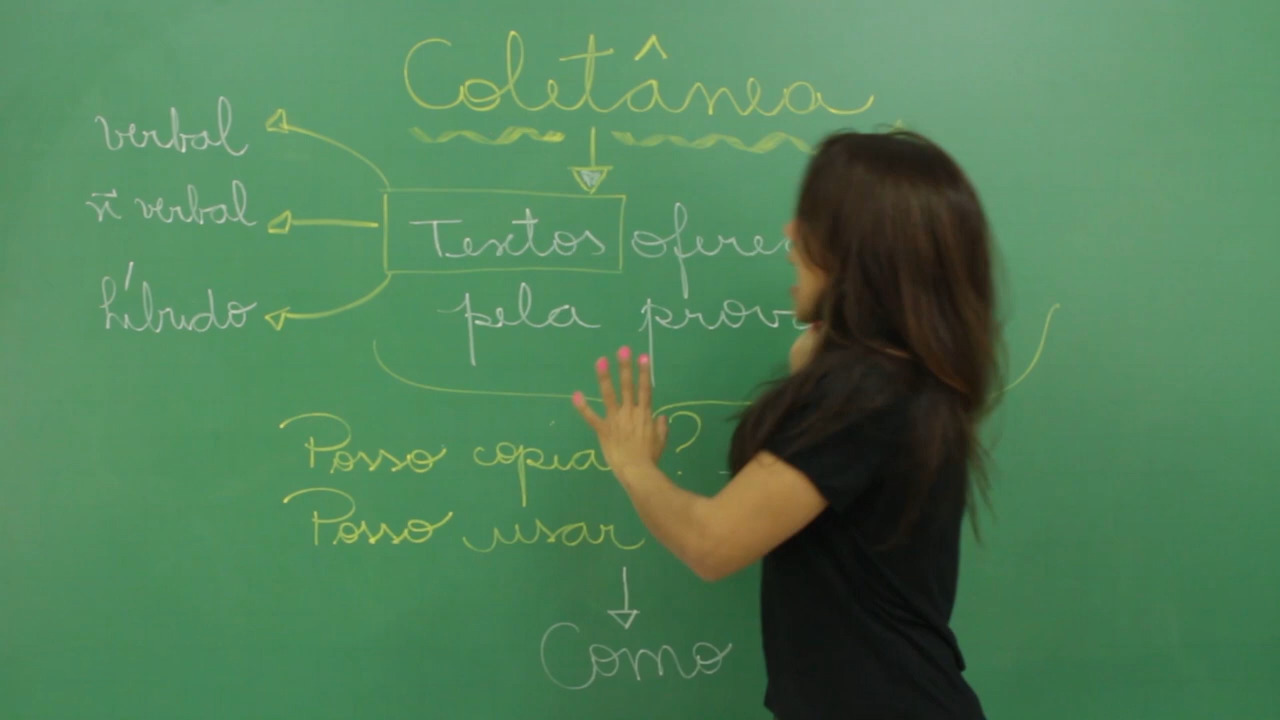 Coletânea
verbal
ñ verbal
híbrido
Textos
pela
Posso ?
Posso usar
Como